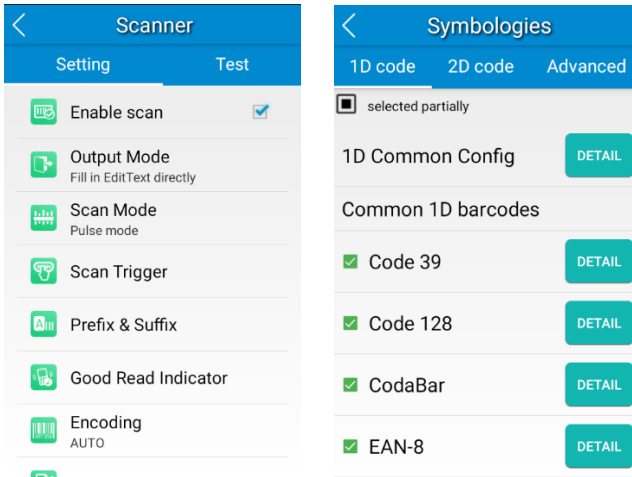 Scanner
Setting
Test
Enable scan
Output Mode
Fill in EditText directly
Scan Mode
Pulse mode
Scan Trigger
Prefix & Suffix
Good Read Indicator
Encoding
AUTO
Symbologies
1D code
2D code
Advanced
selected partially
1D Common Config
DETAIL
Common 1D barcodes
Code 39
DETAIL
Code 128
DETAIL
CodaBar
DETAIL
EAN-8
DETAIL